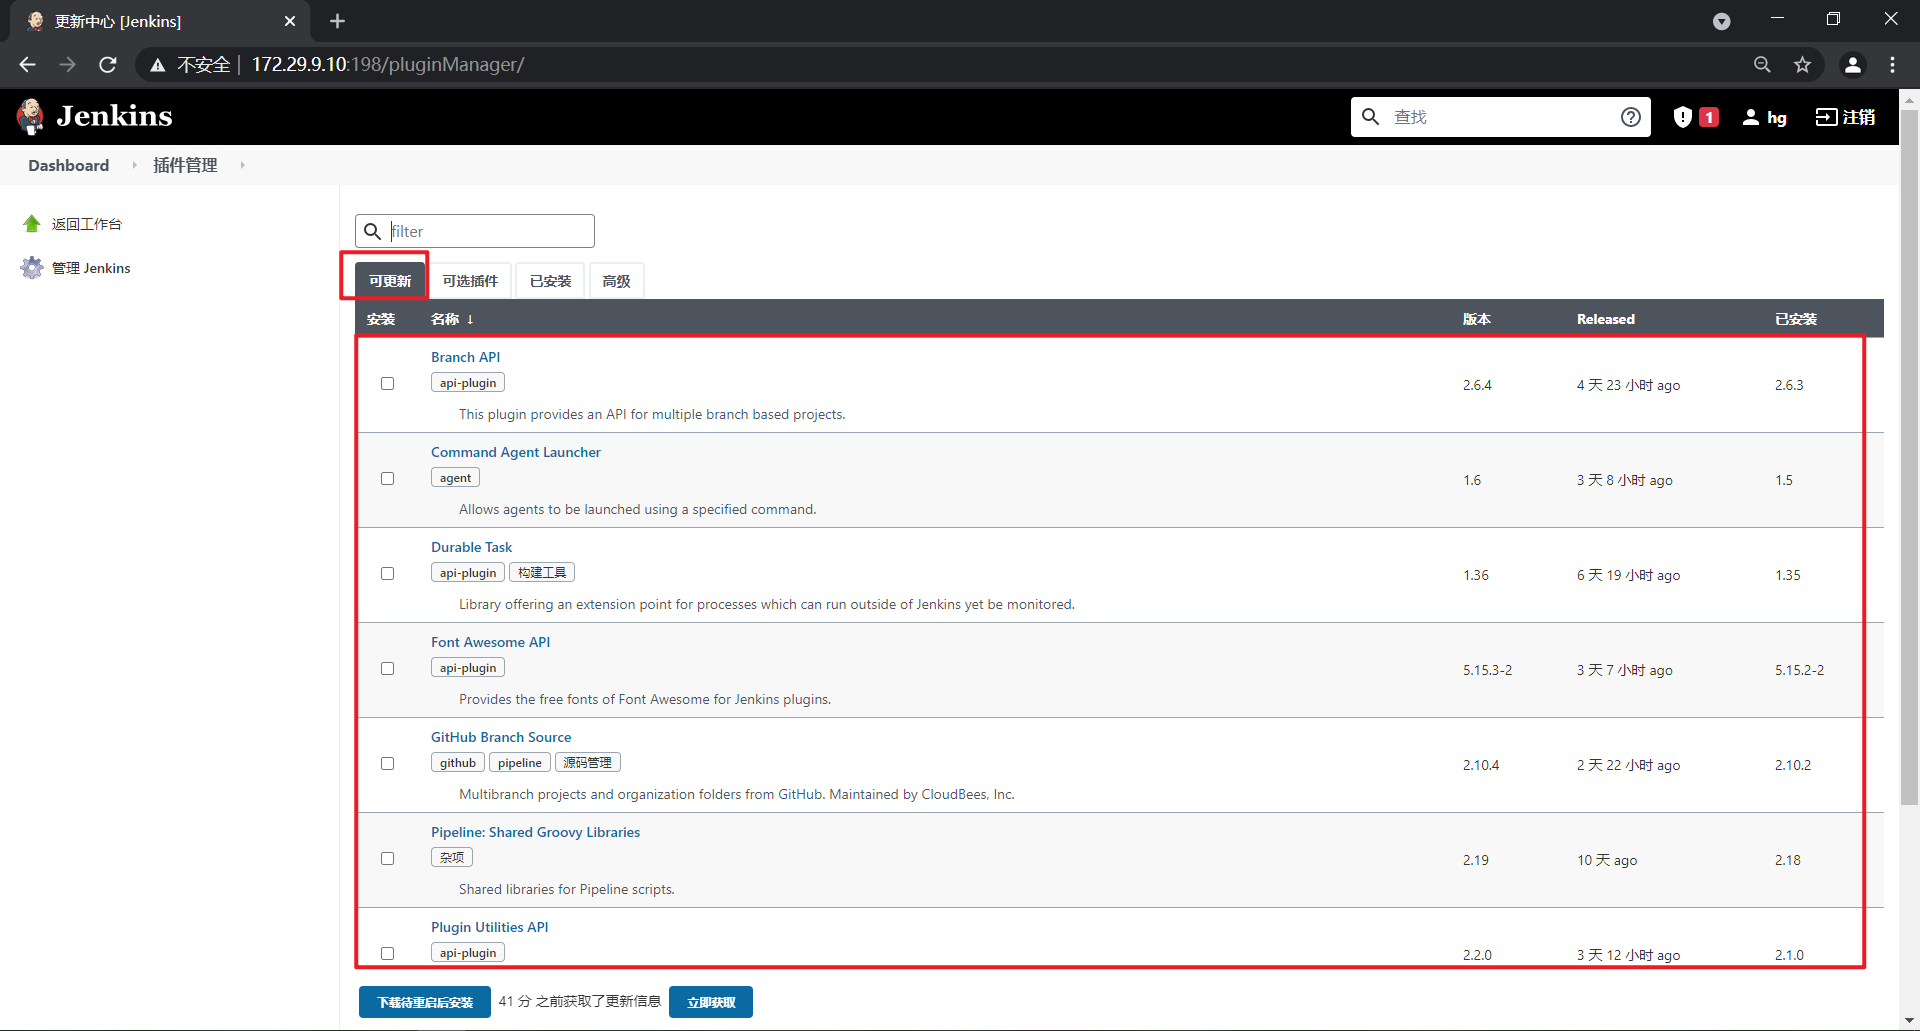 更新中心 [Jenkins]
不安全 172.29.9.10:198/pluginManager/
Jenkins
查找
1
hg
注销
Dashboard 插件管理
返回工作台
管理 Jenkins
filter
可更新 可选插件 已安装 高级
安装 名称 ↓ 版本 Released 已安装
Branch API
api-plugin
This plugin provides an API for multiple branch based projects.
2.6.4 4 天 23 小时 ago 2.6.3
Command Agent Launcher
agent
Allows agents to be launched using a specified command.
1.6 3 天 8 小时 ago 1.5
Durable Task
api-plugin 构建工具
Library offering an extension point for processes which can run outside of Jenkins yet be monitored.
1.36 6 天 19 小时 ago 1.35
Font Awesome API
api-plugin
Provides the free fonts of Font Awesome for Jenkins plugins.
5.15.3-2 3 天 7 小时 ago 5.15.2-2
GitHub Branch Source
github pipeline 源码管理
Multibranch projects and organization folders from GitHub. Maintained by CloudBees, Inc.
2.10.4 2 天 22 小时 ago 2.10.2
Pipeline: Shared Groovy Libraries
杂项
Shared libraries for Pipeline scripts.
2.19 10 天 ago 2.18
Plugin Utilities API
api-plugin
2.2.0 3 天 12 小时 ago 2.1.0
下载待重启后安装 41 分 之前获取了更新信息 立即获取